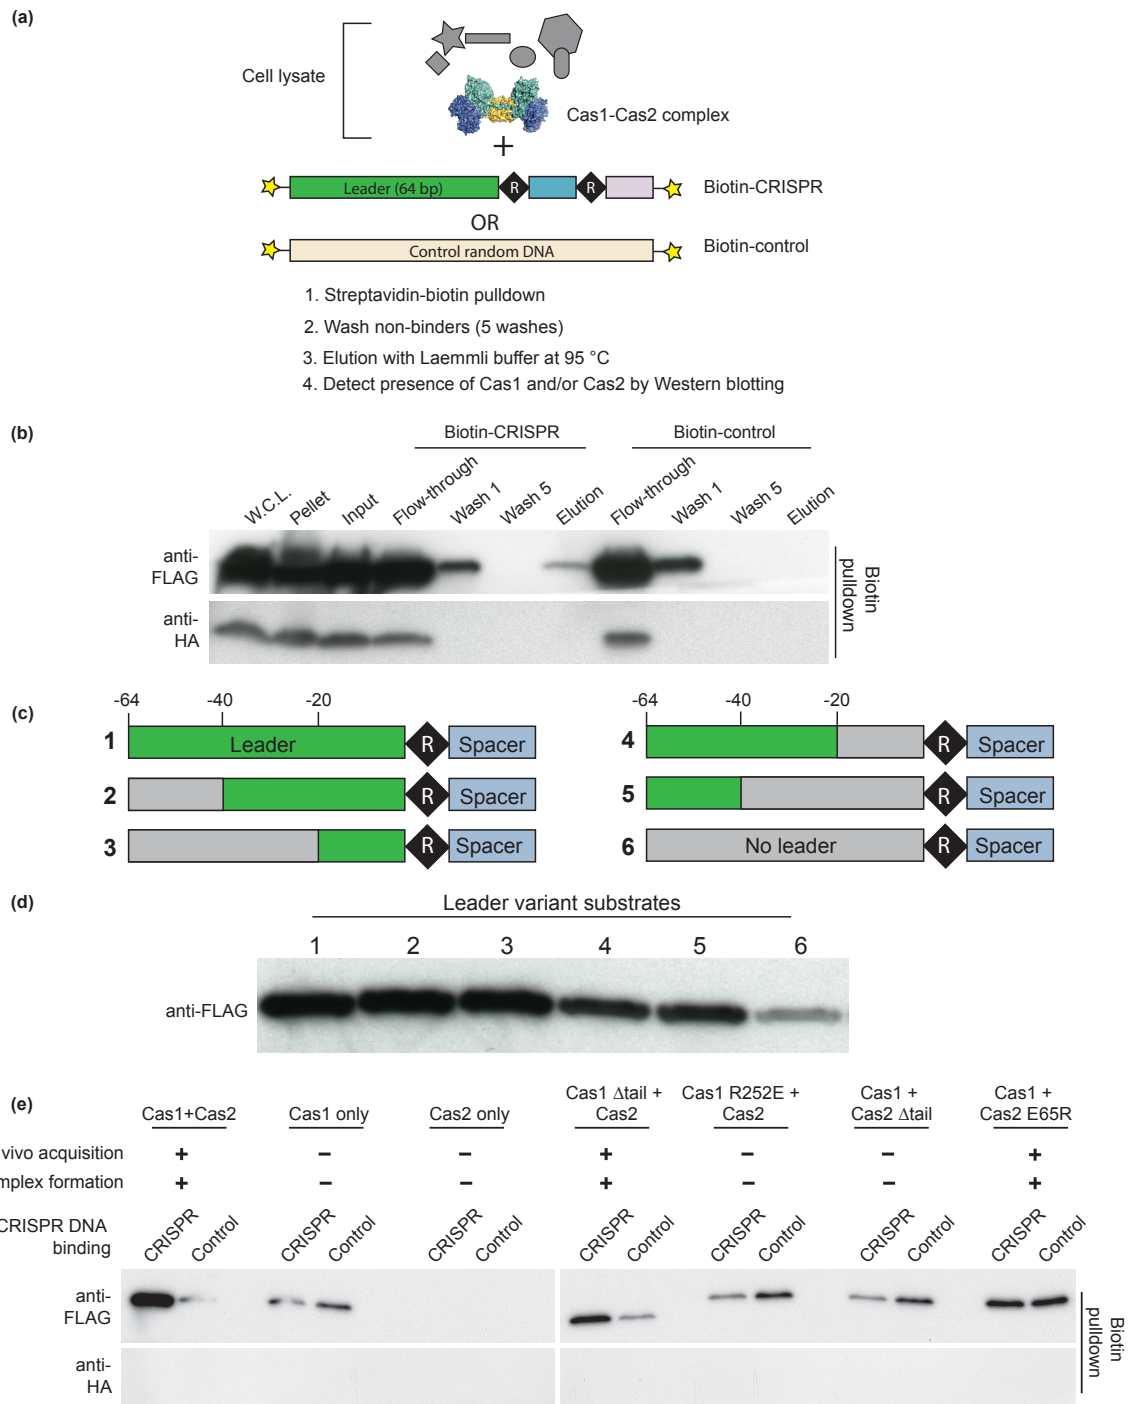 (a)
Cell lysate
Cas1-Cas2 complex
+
Leader (64 bp)
R
R
Biotin-CRISPR
OR
Control random DNA
Biotin-control
1. Streptavidin-biotin pulldown
2. Wash non-binders (5 washes)
3. Elution with Laemmli buffer at 95 °C
4. Detect presence of Cas1 and/or Cas2 by Western blotting
(b)
Biotin-CRISPR
Biotin-control
W.C.L.
Pellet
Input
Flow-through
Wash 1
Wash 5
Elution
Flow-through
Wash 1
Wash 5
Elution
anti-
FLAG
anti-
HA
Biotin
pulldown
(c)
-64 -40 -20
1 Leader R Spacer
2 R Spacer
3 R Spacer
-64 -40 -20
4 R Spacer
5 R Spacer
6 No leader R Spacer
(d)
Leader variant substrates
1 2 3 4 5 6
anti-FLAG
(e)
Cas1+Cas2
Cas1 only
Cas2 only
Cas1 Δtail +
Cas2
Cas1 R252E +
Cas2
Cas1 +
Cas2 Δtail
Cas1 +
Cas2 E65R
vivo acquisition + − − + − − +
mplex formation + − − + − − +
CRISPR DNA
binding
CRISPR Control CRISPR Control CRISPR Control CRISPR Control CRISPR Control CRISPR Control CRISPR Control
anti-
FLAG
anti-
HA
Biotin
pulldown